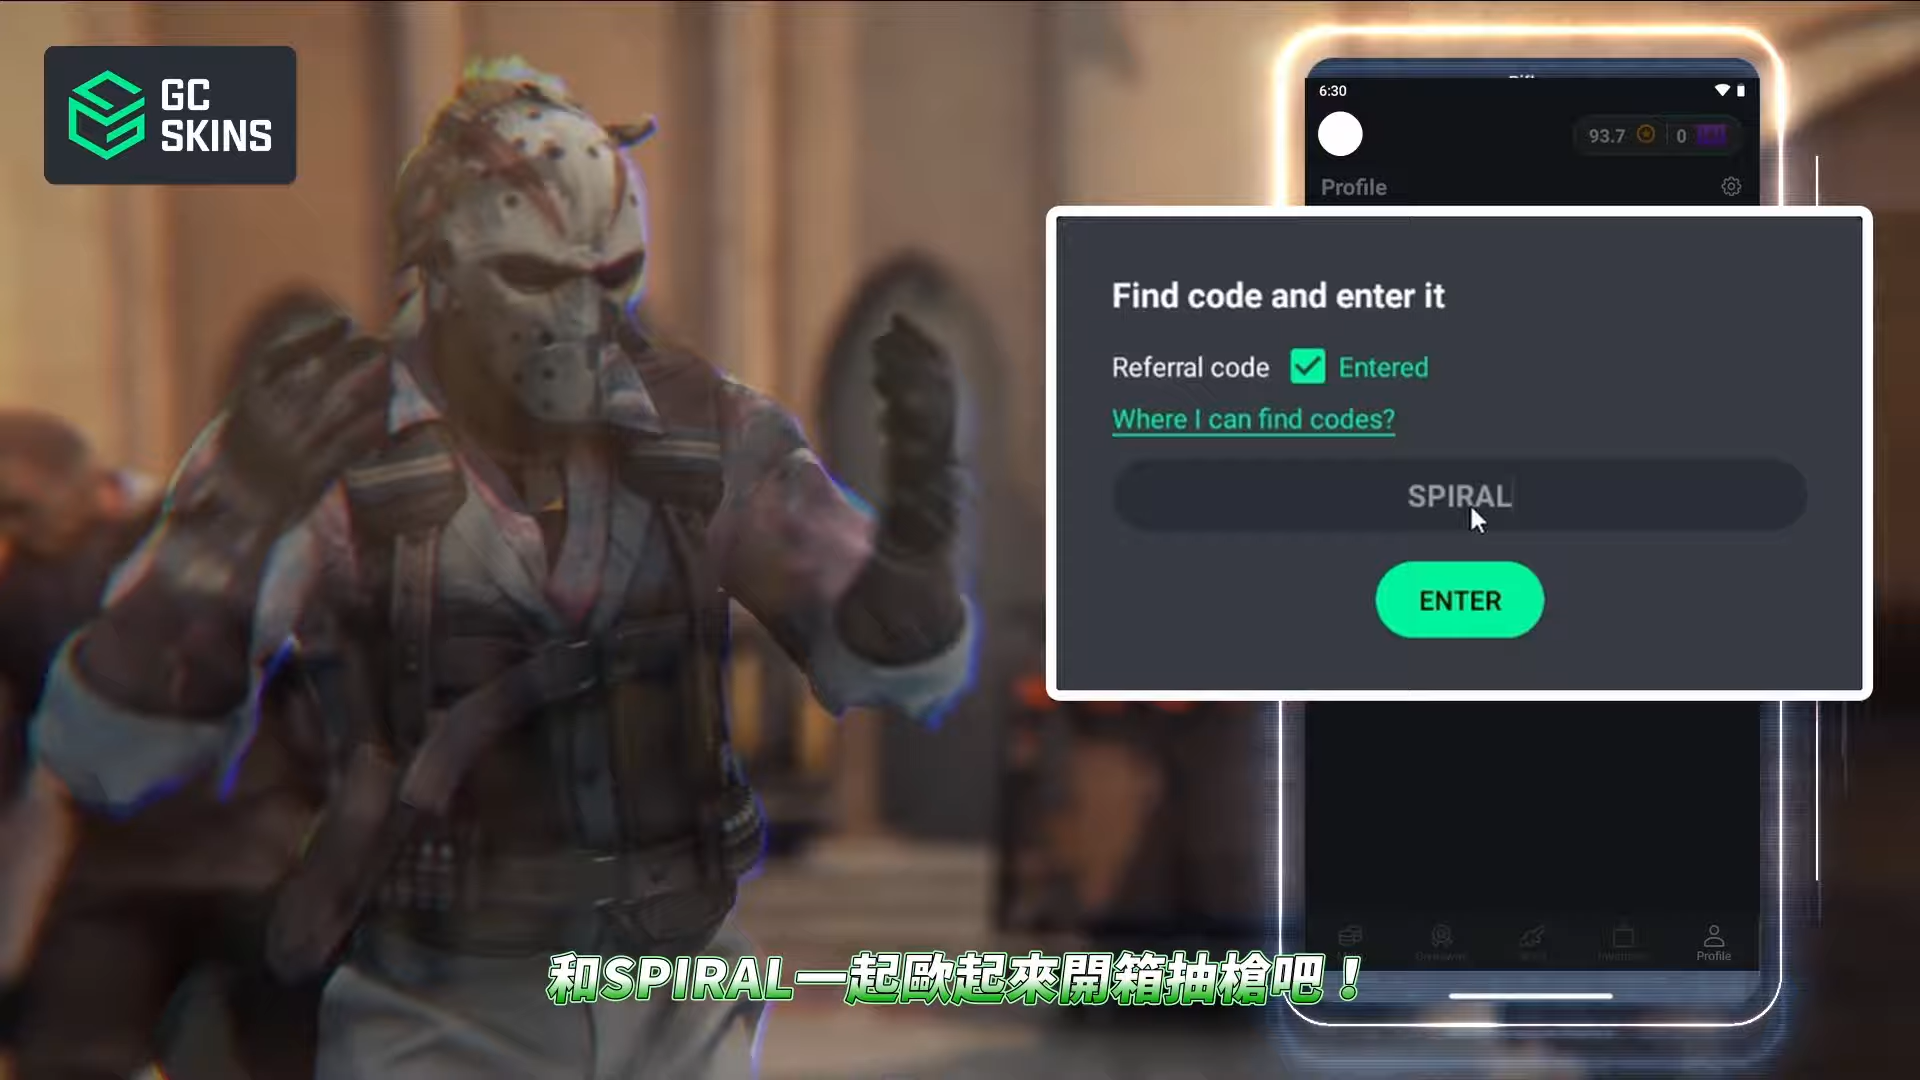 GC
SKINS
6:30
93.7
0
Profile
Find code and enter it
Referral code Entered
Where I can find codes?
SPIRAL
ENTER
Profile
和SPIRAL一起歐起來開箱抽槍吧！